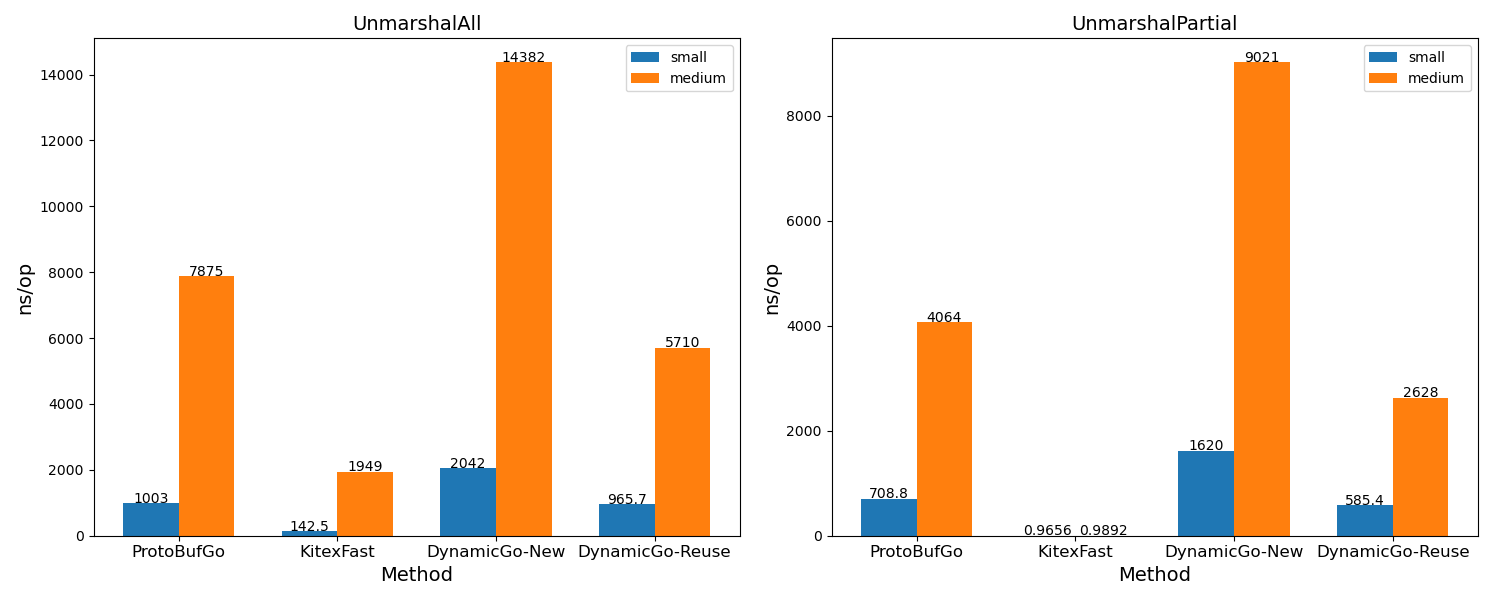 UnmarshalAll
small
medium
14000
12000
10000
8000
6000
4000
2000
0
ns/op
1003
7875
142.5
1949
2042
14382
965.7
5710
ProtoBufGo
KitexFast
DynamicGo-New
DynamicGo-Reuse
Method
UnmarshalPartial
small
medium
8000
6000
4000
2000
0
ns/op
708.8
4064
0.9656
0.9892
1620
9021
585.4
2628
ProtoBufGo
KitexFast
DynamicGo-New
DynamicGo-Reuse
Method